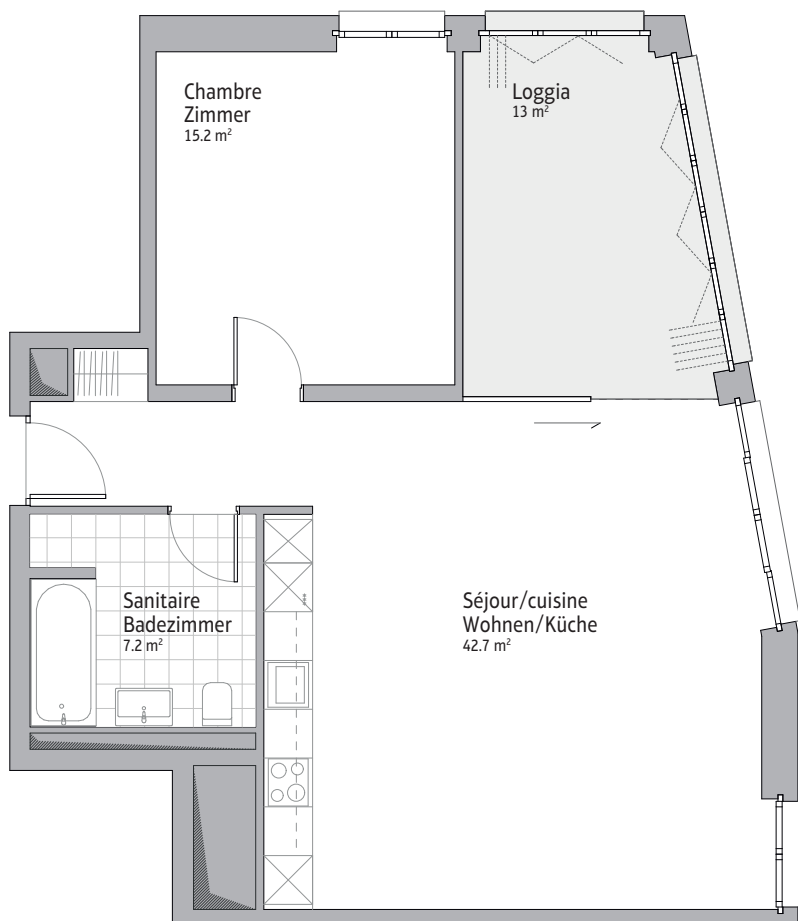 Chambre
Zimmer
15.2 m²
Loggia
13 m²
Sanitaire
Badezimmer
7.2 m²
Séjour/cuisine
Wohnen/Küche
42.7 m²